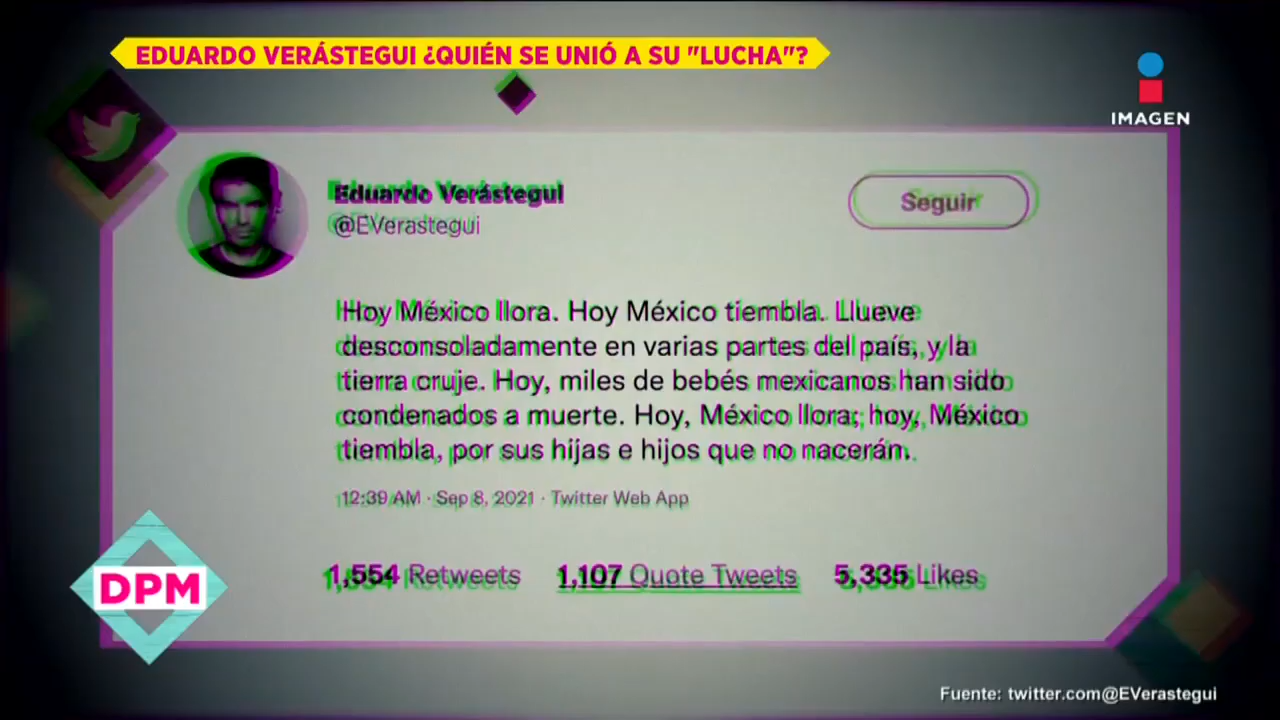 EDUARDO VERÁSTEGUI ¿QUIÉN SE UNIÓ A SU "LUCHA"?
IMAGEN
Eduardo Verástegui
@EVerastegui
Seguir
Hoy México llora. Hoy México tiembla. Llueve
desconsoladamente en varias partes del país, y la
tierra cruje. Hoy, miles de bebés mexicanos han sido
condenados a muerte. Hoy, México llora; hoy, México
tiembla, por sus hijas e hijos que no nacerán.
12:39 AM · Sep 8, 2021 · Twitter Web App
1,554 Retweets 1,107 Quote Tweets 5,335 Likes
DPM
Fuente: twitter.com@EVerastegui